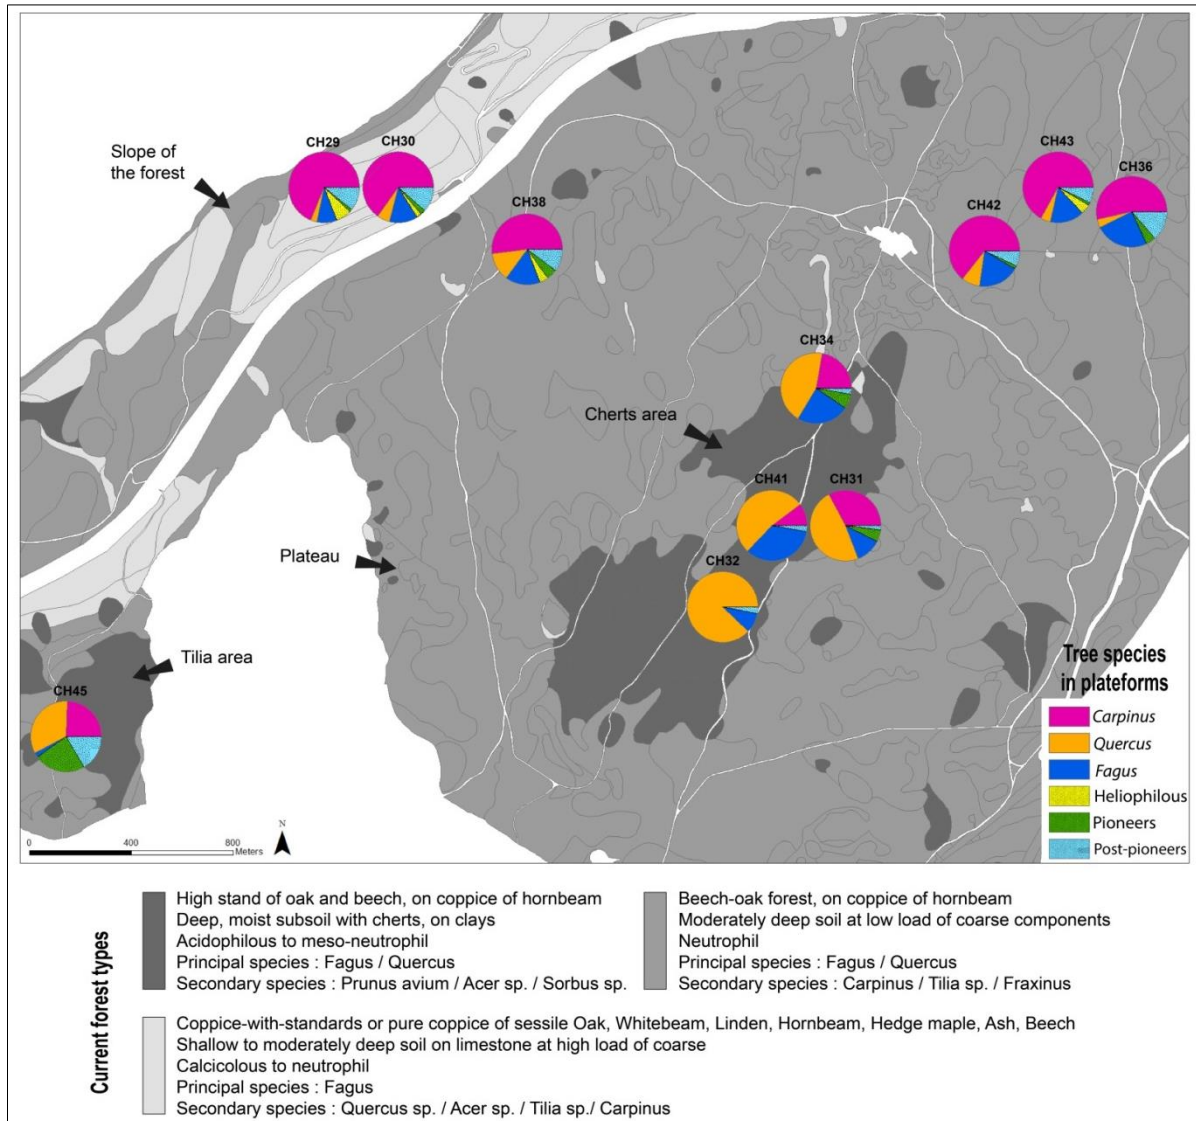 CH29
CH30
CH43
CH36
Slope of
the forest
CH38
CH42
CH34
Cherts area
CH41
CH31
Plateau
CH32
Tilia area
CH45
Tree species
in plateforms
Carpinus
Quercus
Fagus
Heliophilous
Pioneers
Post-pioneers
N
0 400 800
Meters
Current forest types
High stand of oak and beech, on coppice of hornbeam
Deep, moist subsoil with cherts, on clays
Acidophilous to meso-neutrophil
Principal species : Fagus / Quercus
Secondary species : Prunus avium / Acer sp. / Sorbus sp.
Beech-oak forest, on coppice of hornbeam
Moderately deep soil at low load of coarse components
Neutrophil
Principal species : Fagus / Quercus
Secondary species : Carpinus / Tilia sp. / Fraxinus
Coppice-with-standards or pure coppice of sessile Oak, Whitebeam, Linden, Hornbeam, Hedge maple, Ash, Beech
Shallow to moderately deep soil on limestone at high load of coarse
Calcicolous to neutrophil
Principal species : Fagus
Secondary species : Quercus sp. / Acer sp. / Tilia sp./ Carpinus